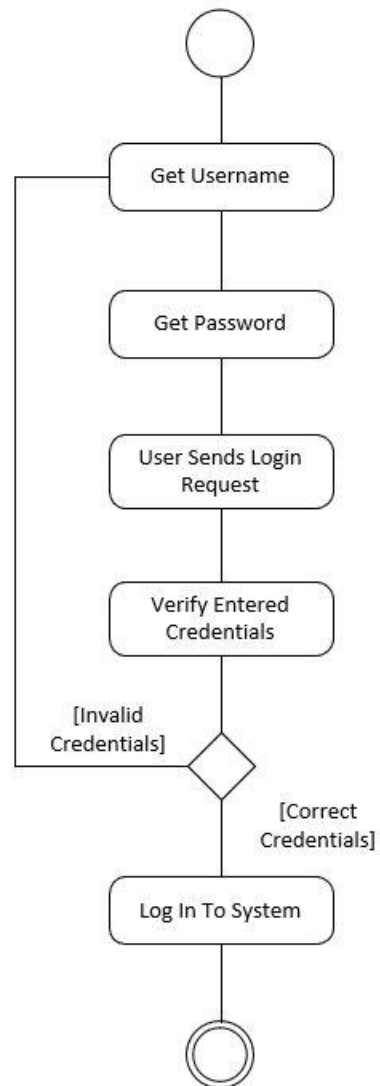 Get Username
Get Password
User Sends Login
Request
Verify Entered
Credentials
[Invalid
Credentials]
[Correct
Credentials]
Log In To System